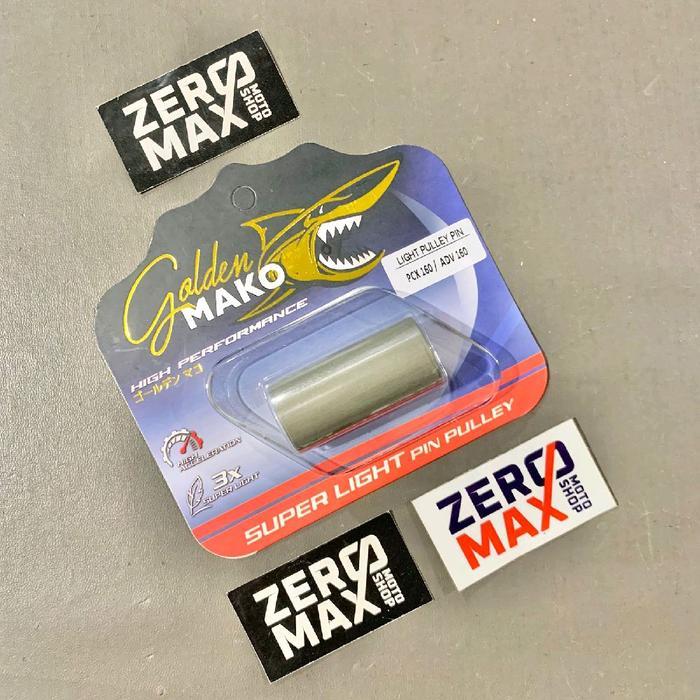 ZERO
MAX
MOTO
SHOP
Golden
MAKO
LIGHT PULLEY PIN
PCX 160 / ADV 160
HIGH PERFORMANCE
ゴールデン マコ
HIGH
ACCELERATION
3X
SUPER LIGHT
SUPER LIGHT PIN PULLEY
ZERO
MAX
MOTO
SHOP
ZERO
MAX
MOTO
SHOP